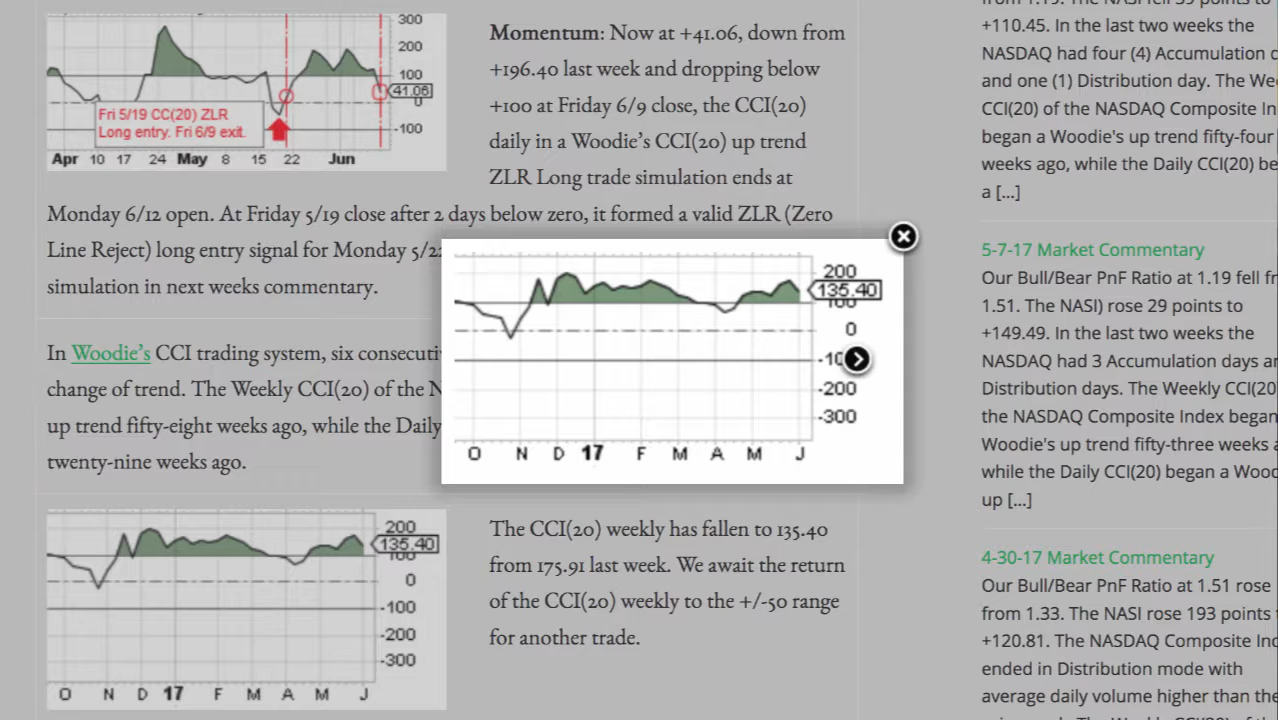 300
200
100
41.06
0
-100
Fri 5/19 CC(20) ZLR
Long entry. Fri 6/9 exit.
Apr 10 17 24 May 8 15 22 Jun
Momentum: Now at +41.06, down from
+196.40 last week and dropping below
+100 at Friday 6/9 close, the CCI(20)
daily in a Woodie's CCI(20) up trend
ZLR Long trade simulation ends at
Monday 6/12 open. At Friday 5/19 close after 2 days below zero, it formed a valid ZLR (Zero
Line Reject) long entry signal for Monday 5/22
simulation in next weeks commentary.
In Woodie's CCI trading system, six consecuti
change of trend. The Weekly CCI(20) of the N
up trend fifty-eight weeks ago, while the Daily
twenty-nine weeks ago.
200
135.40
100
0
-10
-200
-300
O N D 17 F M A M J
200
135.40
100
0
-100
-200
-300
O N D 17 F M A M J
The CCI(20) weekly has fallen to 135.40
from 175.91 last week. We await the return
of the CCI(20) weekly to the +/-50 range
for another trade.
+110.45. In the last two weeks the
NASDAQ had four (4) Accumulation d
and one (1) Distribution day. The We
CCI(20) of the NASDAQ Composite In
began a Woodie's up trend fifty-four
weeks ago, while the Daily CCI(20) be
a [...]
5-7-17 Market Commentary
Our Bull/Bear PnF Ratio at 1.19 fell fr
1.51. The NASI) rose 29 points to
+149.49. In the last two weeks the
NASDAQ had 3 Accumulation days an
Distribution days. The Weekly CCI(20
the NASDAQ Composite Index began
Woodie's up trend fifty-three weeks a
while the Daily CCI(20) began a Wood
up [...]
4-30-17 Market Commentary
Our Bull/Bear PnF Ratio at 1.51 rose
from 1.33. The NASI rose 193 points t
+120.81. The NASDAQ Composite Ind
ended in Distribution mode with
average daily volume higher than the